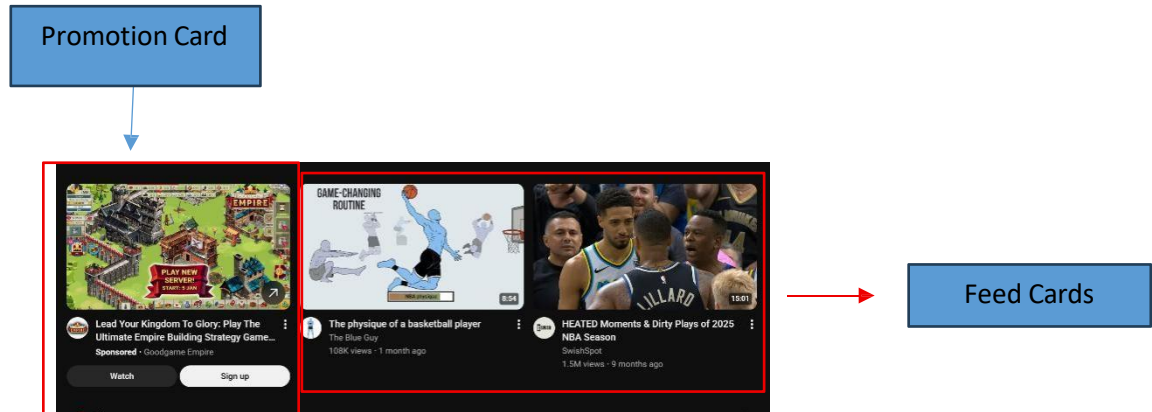 Promotion Card
EMPIRE
PLAY NEW
SERVER!
START: 5 JAN
Lead Your Kingdom To Glory: Play The
Ultimate Empire Building Strategy Game...
Sponsored · Goodgame Empire
Watch
Sign up
GAME-CHANGING
ROUTINE
NBA physique
8:54
The physique of a basketball player
The Blue Guy
108K views · 1 month ago
LILLARD
15:01
HEATED Moments & Dirty Plays of 2025
NBA Season
SwishSpot
1.5M views · 9 months ago
Feed Cards